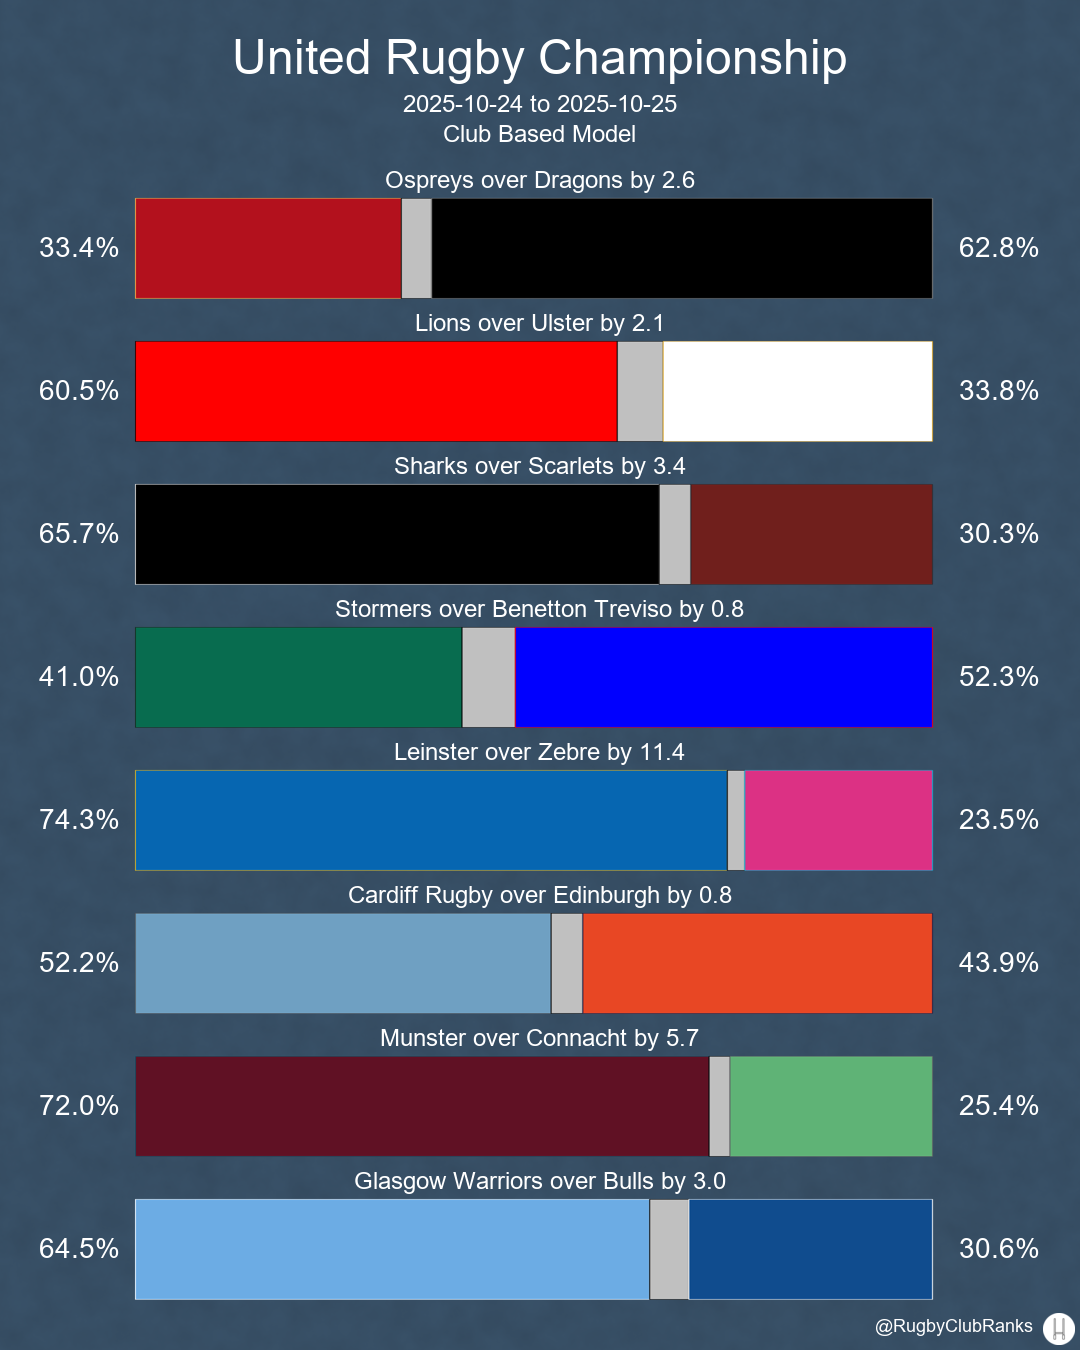 United Rugby Championship
2025-10-24 to 2025-10-25
Club Based Model
Ospreys over Dragons by 2.6
33.4% 62.8%
Lions over Ulster by 2.1
60.5% 33.8%
Sharks over Scarlets by 3.4
65.7% 30.3%
Stormers over Benetton Treviso by 0.8
41.0% 52.3%
Leinster over Zebre by 11.4
74.3% 23.5%
Cardiff Rugby over Edinburgh by 0.8
52.2% 43.9%
Munster over Connacht by 5.7
72.0% 25.4%
Glasgow Warriors over Bulls by 3.0
64.5% 30.6%
@RugbyClubRanks